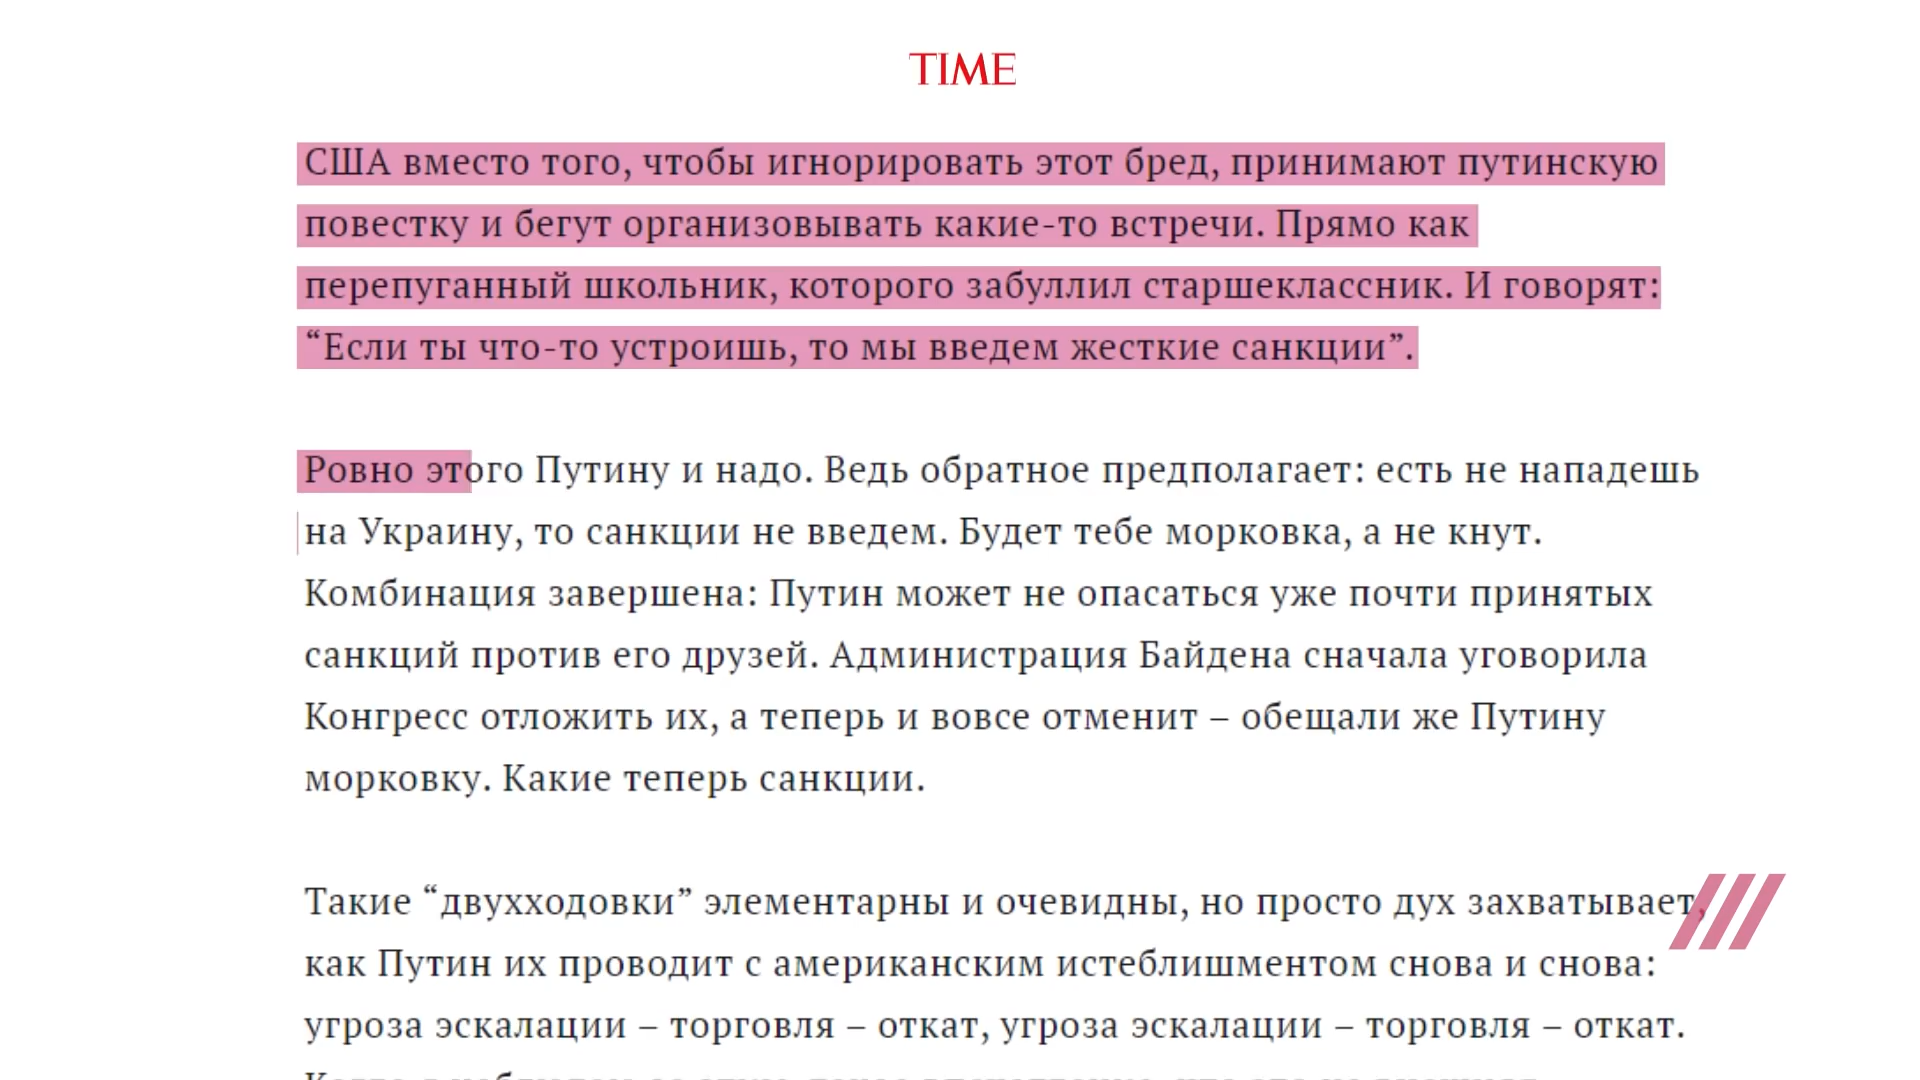 TIME
США вместо того, чтобы игнорировать этот бред, принимают путинскую
повестку и бегут организовывать какие-то встречи. Прямо как
перепуганный школьник, которого забуллил старшеклассник. И говорят:
“Если ты что-то устроишь, то мы введем жесткие санкции”.
Ровно этого Путину и надо. Ведь обратное предполагает: есть не нападешь
на Украину, то санкции не введем. Будет тебе морковка, а не кнут.
Комбинация завершена: Путин может не опасаться уже почти принятых
санкций против его друзей. Администрация Байдена сначала уговорила
Конгресс отложить их, а теперь и вовсе отменит – обещали же Путину
морковку. Какие теперь санкции.
Такие “двухходовки” элементарны и очевидны, но просто дух захватывает,
как Путин их проводит с американским истеблишментом снова и снова:
угроза эскалации – торговля – откат, угроза эскалации – торговля – откат.